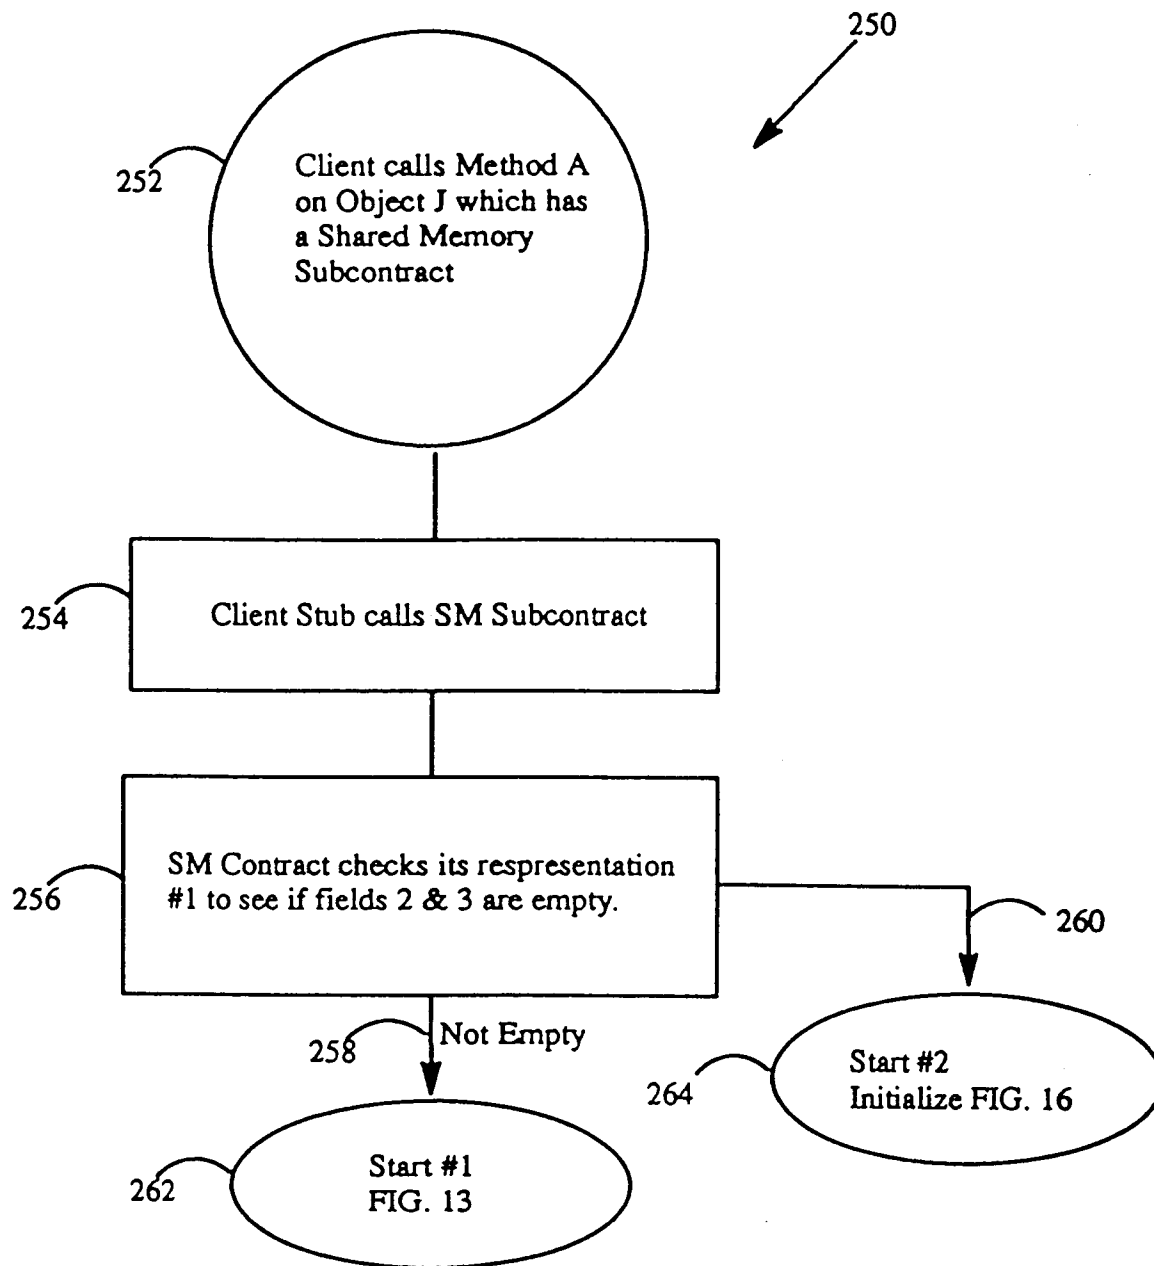 250
252
Client calls Method A
on Object J which has
a Shared Memory
Subcontract
254
Client Stub calls SM Subcontract
256
SM Contract checks its respresentation
#1 to see if fields 2 & 3 are empty.
260
258
Not Empty
264
Start #2
Initialize FIG. 16
262
Start #1
FIG. 13